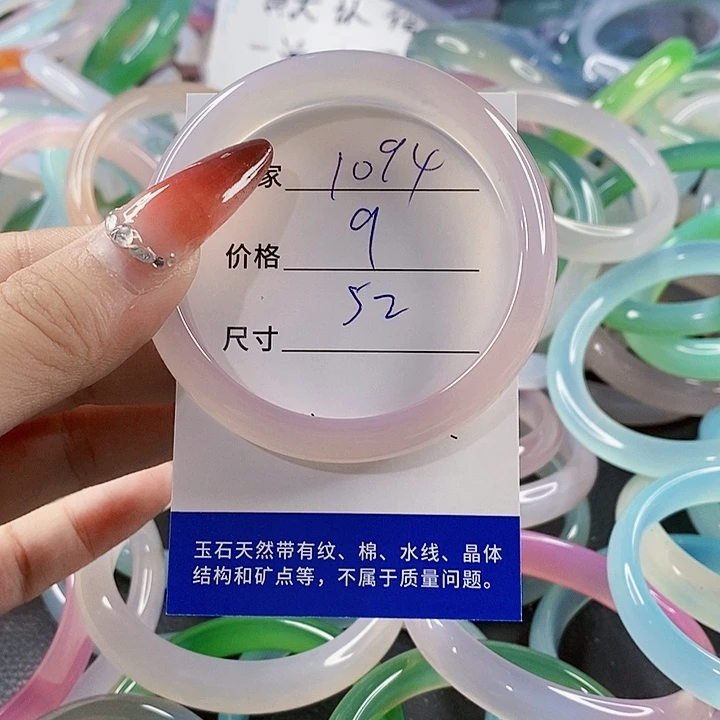 家 1094
价格 9
尺寸 52
玉石天然带有纹、棉、水线、晶体
结构和矿点等，不属于质量问题。